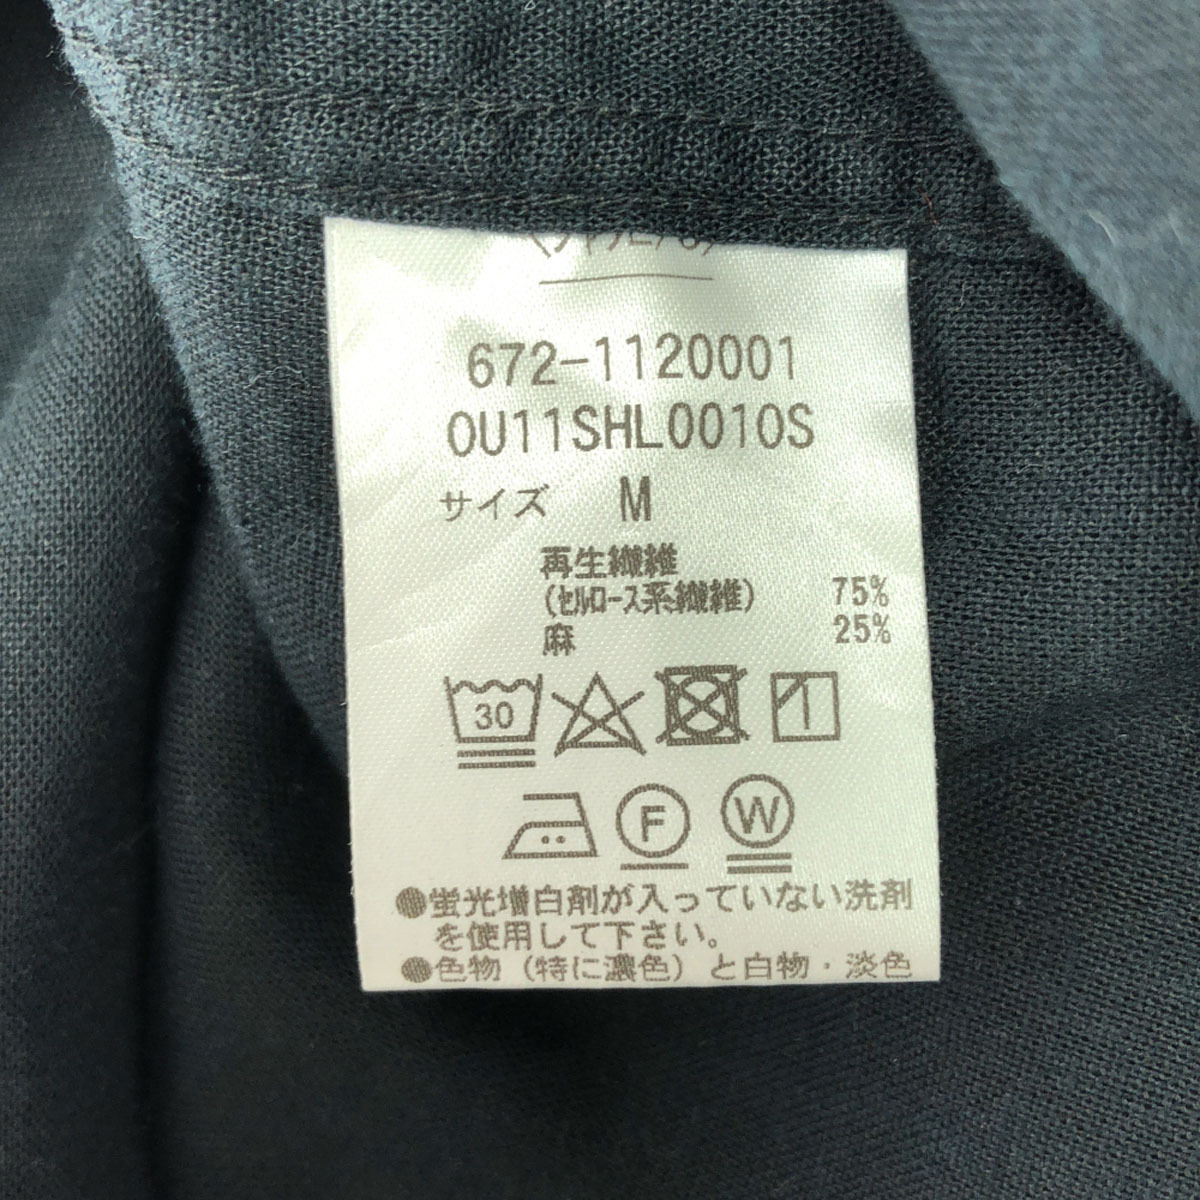 672-1120001
OU11SHL0010S
サイズ M
再生繊維
(セルロース系繊維) 75%
麻 25%
30
F W
●蛍光増白剤が入っていない洗剤
を使用して下さい。
●色物（特に濃色）と白物・淡色